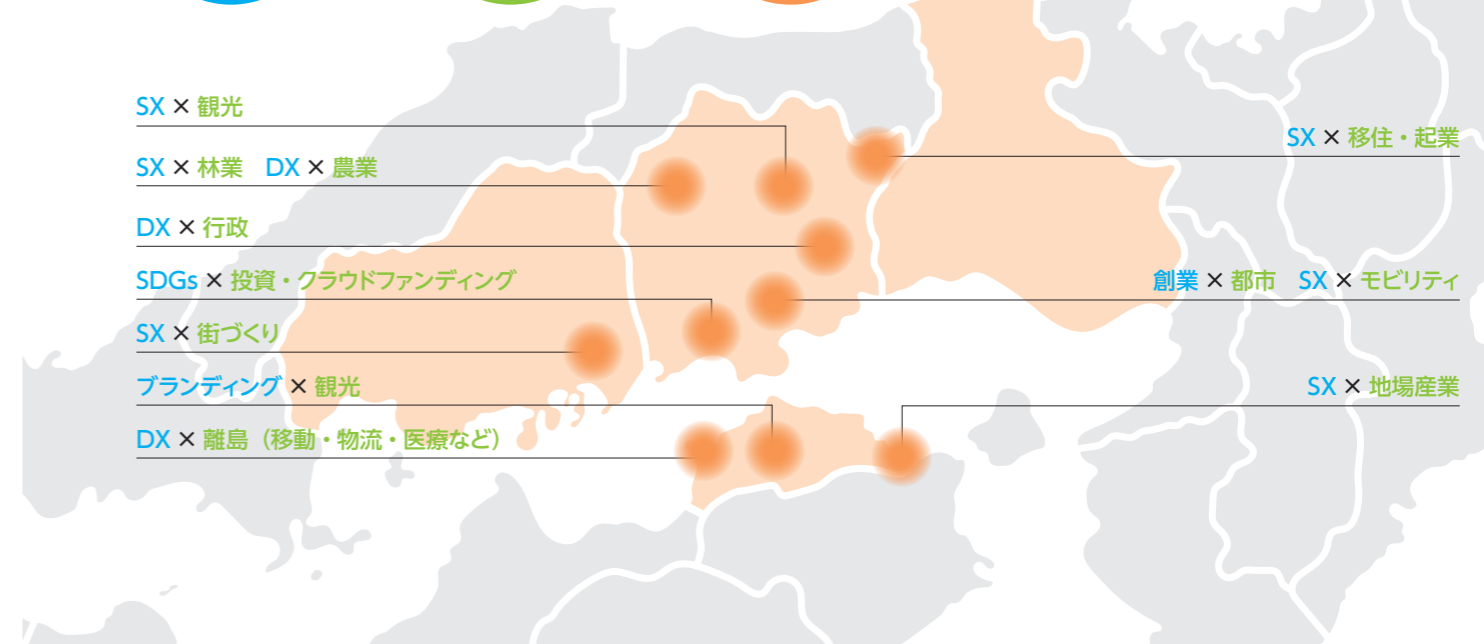 SX × 観光
SX × 移住・起業
SX × 林業　DX × 農業
DX × 行政
SDGs × 投資・クラウドファンディング
創業 × 都市　SX × モビリティ
SX × 街づくり
ブランディング × 観光
SX × 地場産業
DX × 離島（移動・物流・医療など）